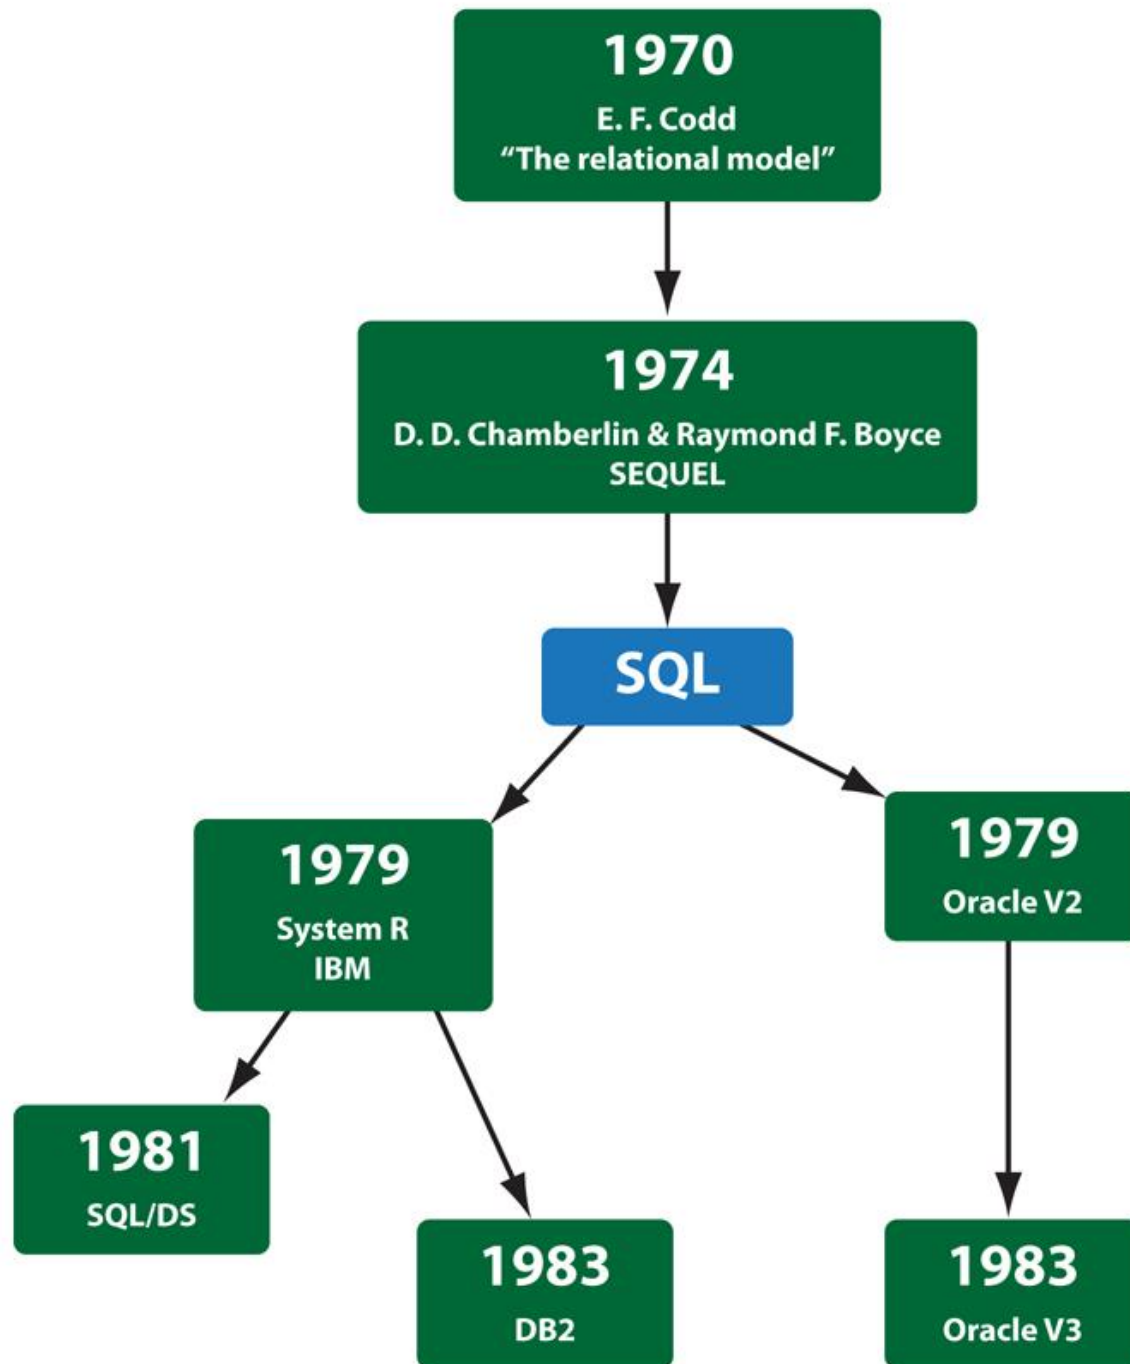 1970
E. F. Codd
“The relational model”
1974
D. D. Chamberlin & Raymond F. Boyce
SEQUEL
SQL
1979
System R
IBM
1979
Oracle V2
1981
SQL/DS
1983
DB2
1983
Oracle V3